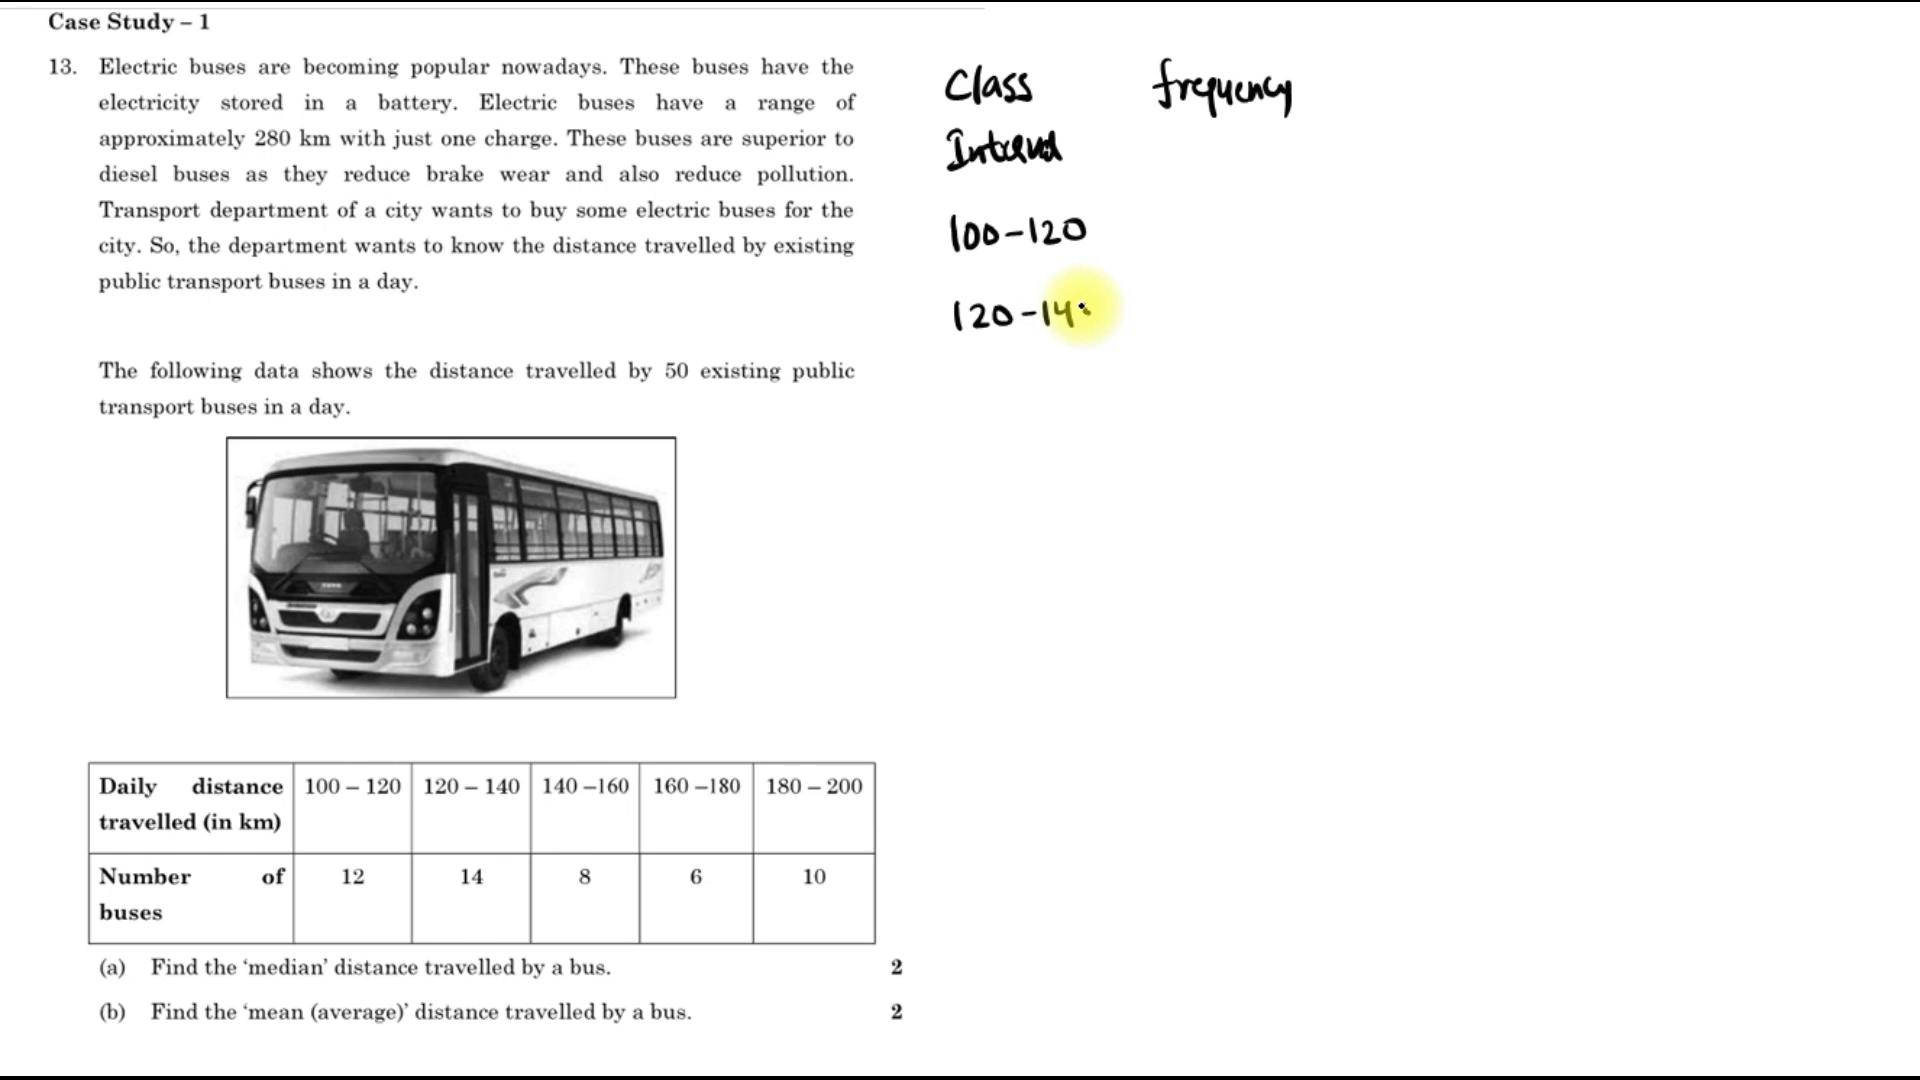 Case Study – 1
13. Electric buses are becoming popular nowadays. These buses have the
electricity stored in a battery. Electric buses have a range of
approximately 280 km with just one charge. These buses are superior to
diesel buses as they reduce brake wear and also reduce pollution.
Transport department of a city wants to buy some electric buses for the
city. So, the department wants to know the distance travelled by existing
public transport buses in a day.
The following data shows the distance travelled by 50 existing public
transport buses in a day.
Daily distance 100 – 120 120 – 140 140 –160 160 –180 180 – 200
travelled (in km)
Number of 12 14 8 6 10
buses
(a) Find the ‘median’ distance travelled by a bus. 2
(b) Find the ‘mean (average)’ distance travelled by a bus. 2
Class frequency
100-120
120-14